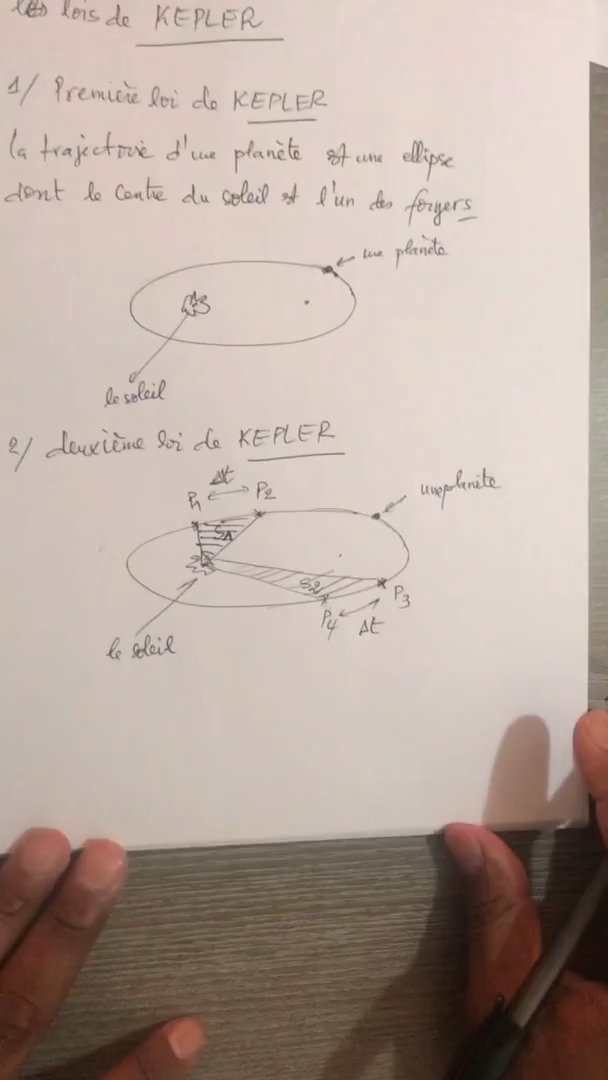 les lois de KEPLER
1/ Première loi de KEPLER
la trajectoire d'une planète est une ellipse
dont le centre du soleil est l'un des foyers
une planète
le soleil
2/ deuxième loi de KEPLER
Δt
P1 P2
une planète
S1
S2
P3
P4 Δt
le soleil